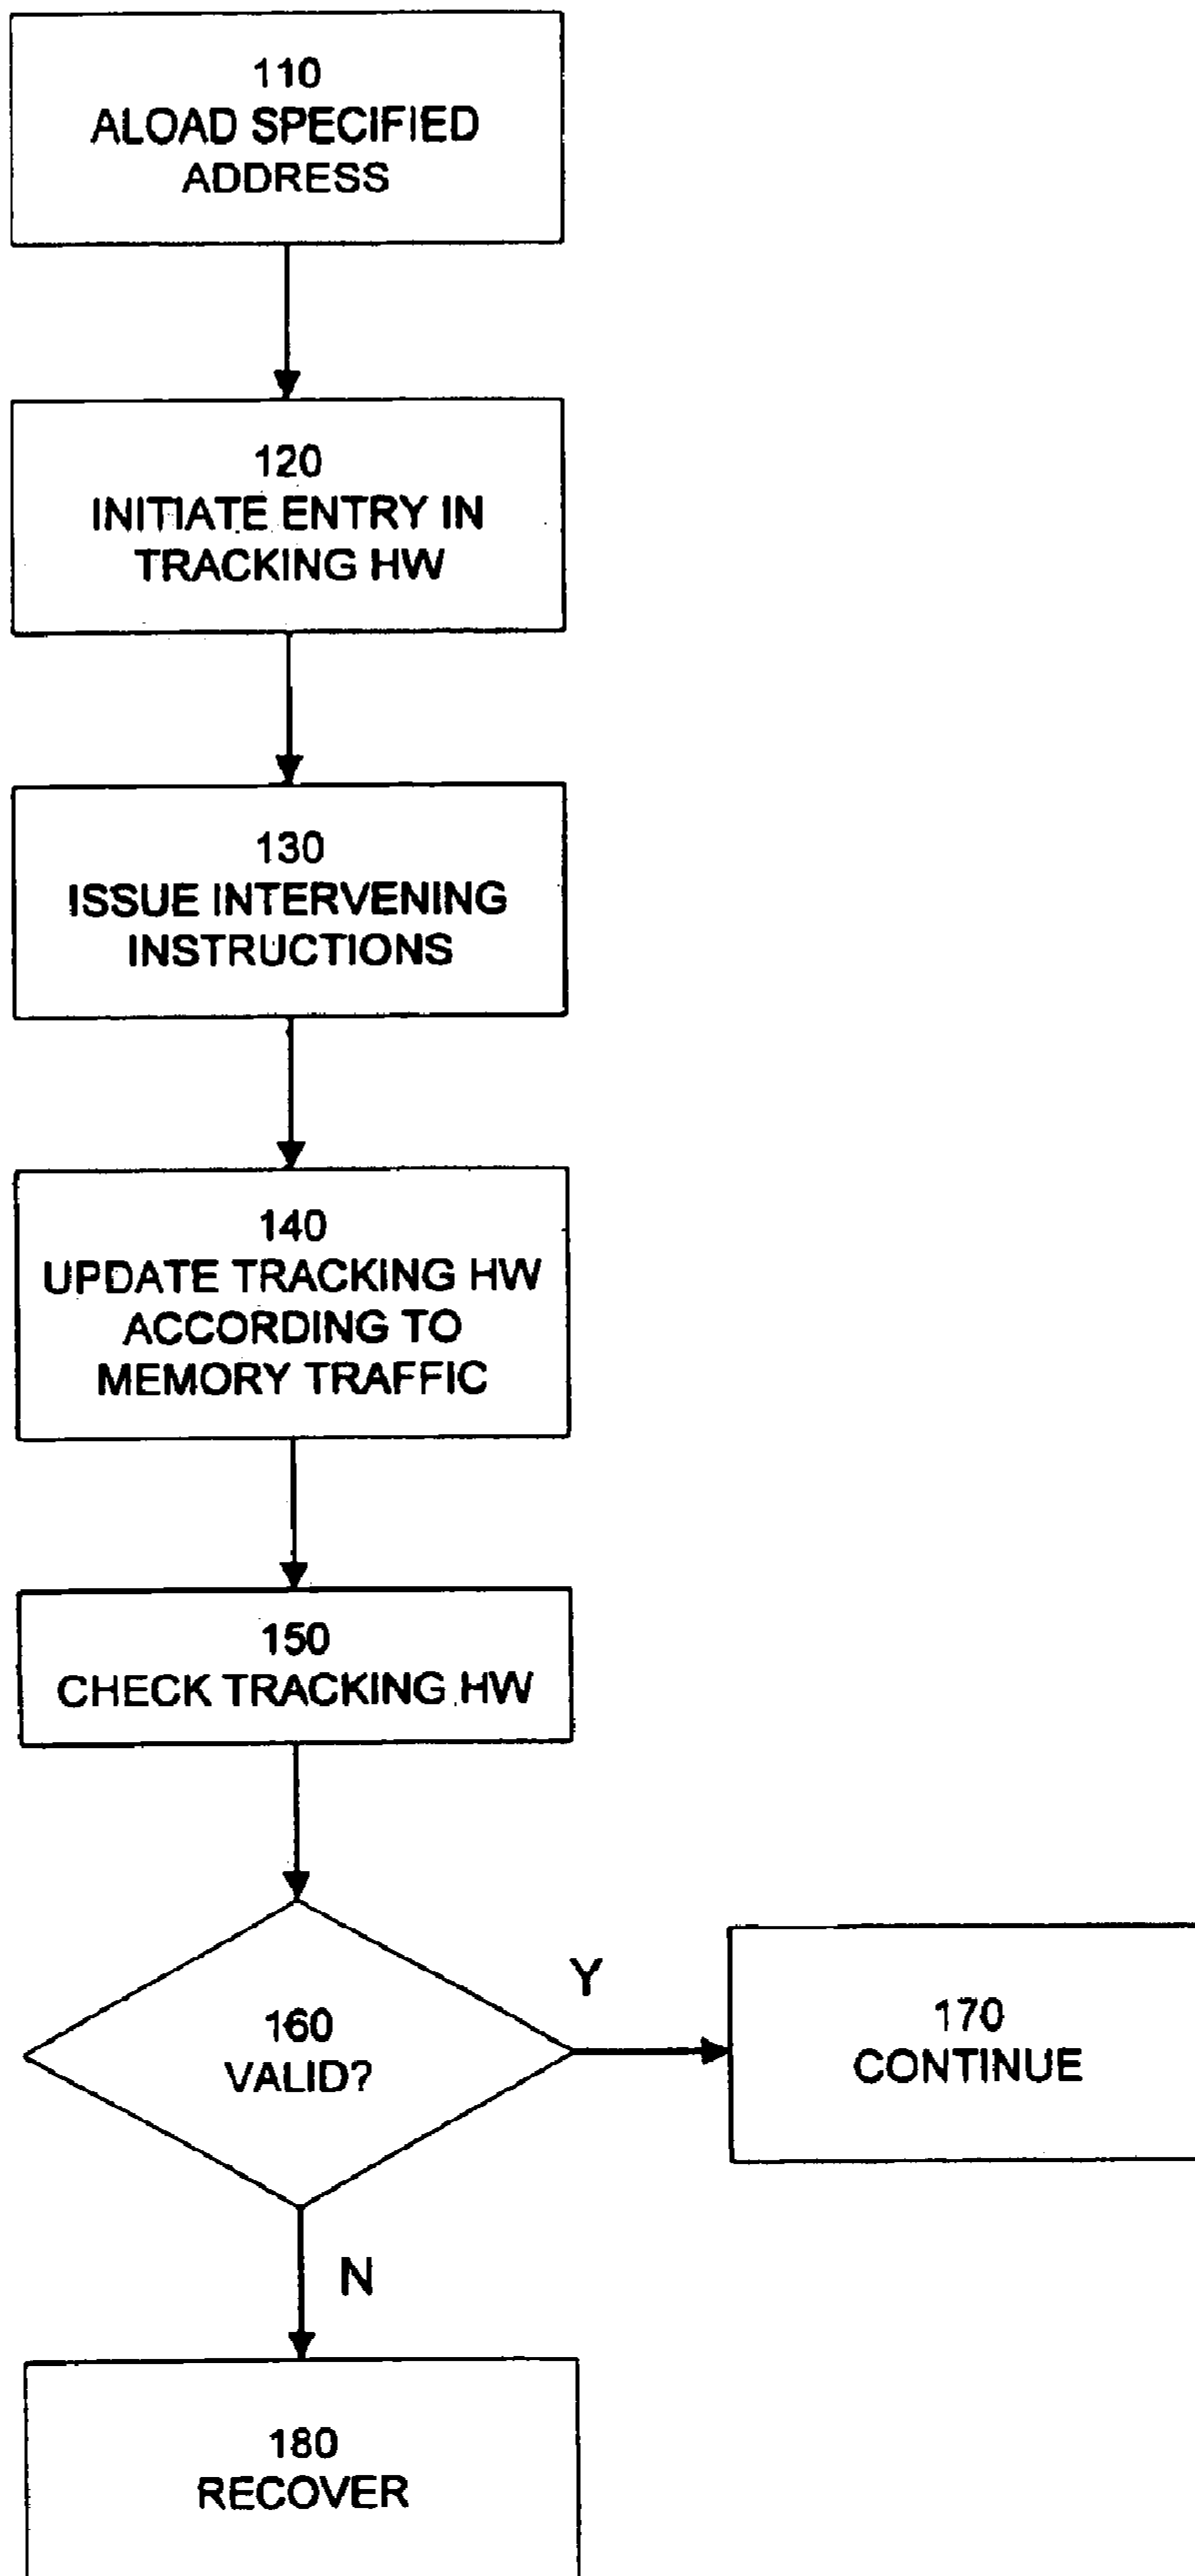 110
ALOAD SPECIFIED
ADDRESS
120
INITIATE ENTRY IN
TRACKING HW
130
ISSUE INTERVENING
INSTRUCTIONS
140
UPDATE TRACKING HW
ACCORDING TO
MEMORY TRAFFIC
150
CHECK TRACKING HW
160
VALID?
Y
170
CONTINUE
N
180
RECOVER